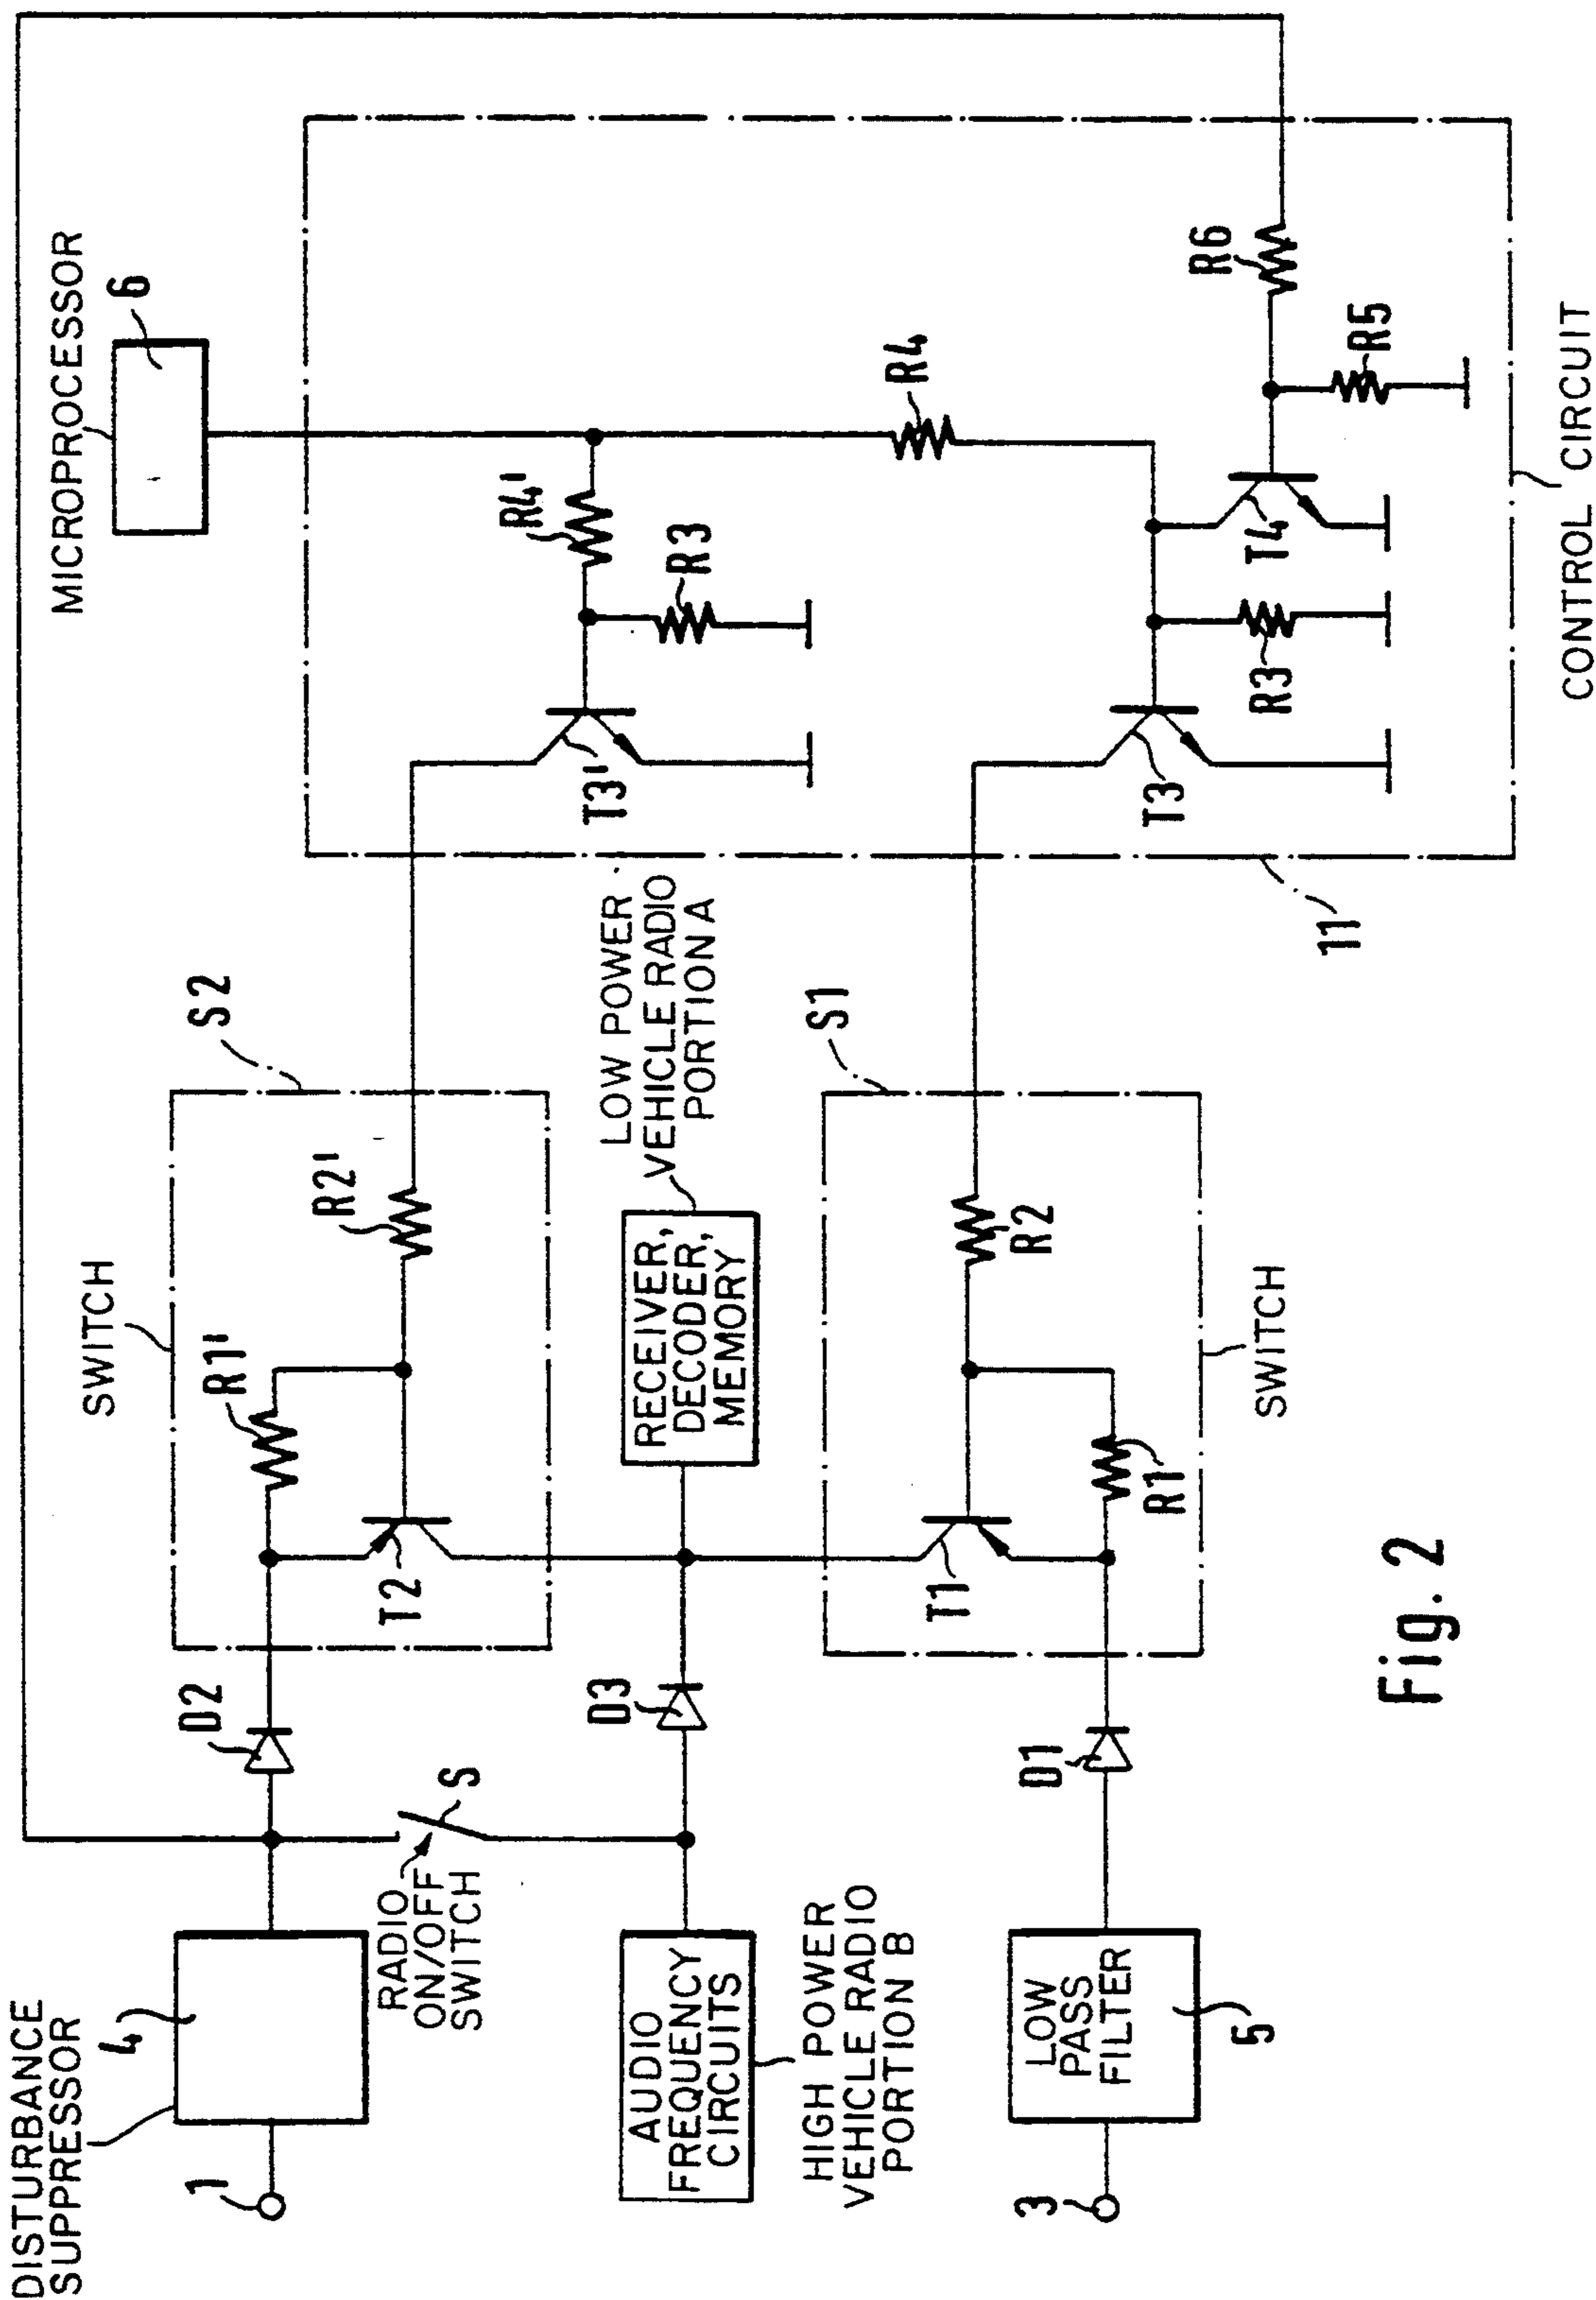 DISTURBANCE
SUPPRESSOR
4
1
D2
SWITCH
R1'
T2
R2'
S2
MICROPROCESSOR
6
R4'
R3
T3'
R4
RADIO
ON/OFF
SWITCH
S
D3
RECEIVER,
DECODER,
MEMORY
LOW POWER
VEHICLE RADIO
PORTION A
AUDIO
FREQUENCY
CIRCUITS
HIGH POWER
VEHICLE RADIO
PORTION B
S1
T1
R2
R1
SWITCH
T3
R3
T4
R5
R6
11
CONTROL CIRCUIT
3
LOW
PASS
FILTER
5
D1
Fig. 2